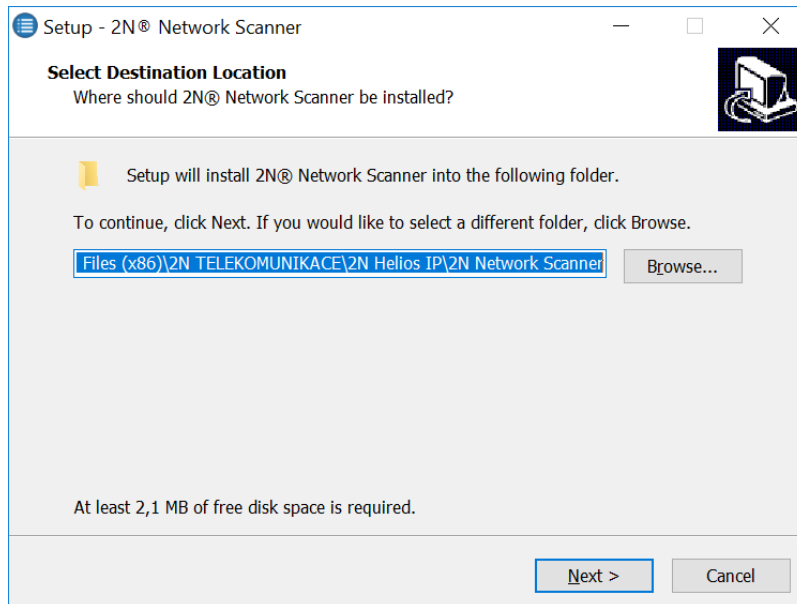 Setup - 2N® Network Scanner
Select Destination Location
Where should 2N® Network Scanner be installed?
Setup will install 2N® Network Scanner into the following folder.
To continue, click Next. If you would like to select a different folder, click Browse.
Files (x86)\2N TELEKOMUNIKACE\2N Helios IP\2N Network Scanner
Browse...
At least 2,1 MB of free disk space is required.
Next >
Cancel